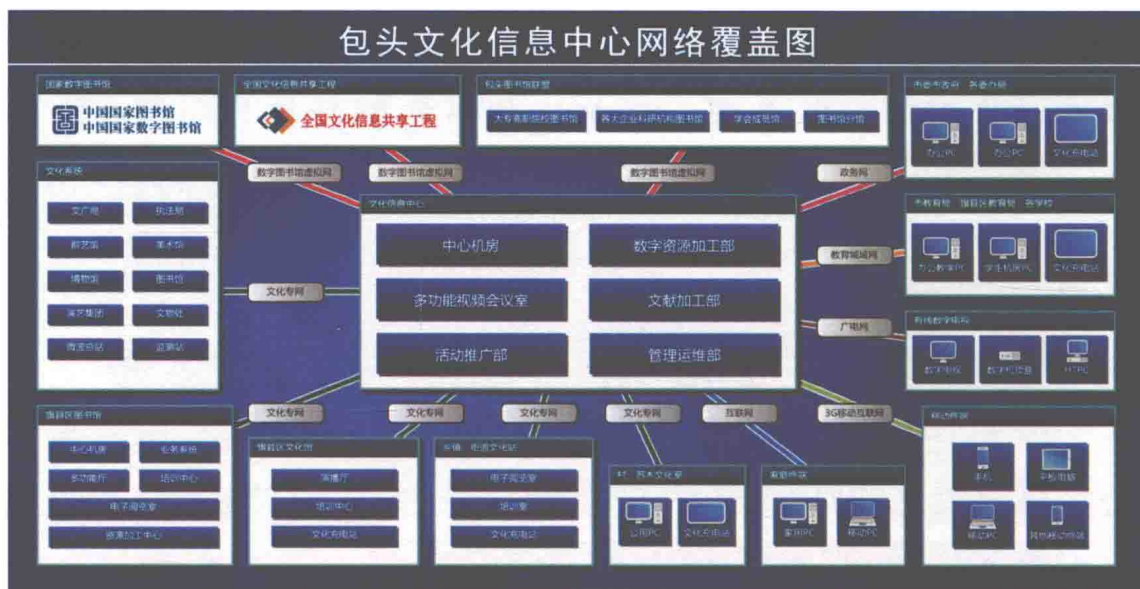 包头文化信息中心网络覆盖图
国家数字图书馆
中国国家图书馆
中国国家数字图书馆
全国文化信息共享工程
全国文化信息共享工程
包头图书馆联盟
大专高职院校图书馆
各大企业科研机构图书馆
学会成员馆
图书馆分馆
市委市政府 各委办局
办公PC
办公PC
文化充电站
数字图书馆虚拟网
数字图书馆虚拟网
数字图书馆虚拟网
政务网
文化系统
文广局
执法局
群艺馆
美术馆
博物馆
图书馆
演艺集团
文物处
微波总站
监测站
文化专网
文化信息中心
中心机房
数字资源加工部
多功能视频会议室
文献加工部
活动推广部
管理运维部
市教育局 旗县区教育局 各学校
办公教学PC
学生机房PC
文化充电站
教育城域网
广电网
有线数字电视
数字电视
数字机顶盒
HTPC
文化专网
文化专网
文化专网
文化专网
互联网
3G移动互联网
旗县区图书馆
中心机房
业务系统
多功能厅
培训中心
电子阅览室
资源加工中心
旗县区文化馆
演播厅
培训中心
文化充电站
乡镇 街道文化站
电子阅览室
培训室
文化充电站
村 苏木文化室
公用PC
文化充电站
家庭终端
家用PC
移动PC
移动终端
手机
平板电脑
移动PC
其他移动终端